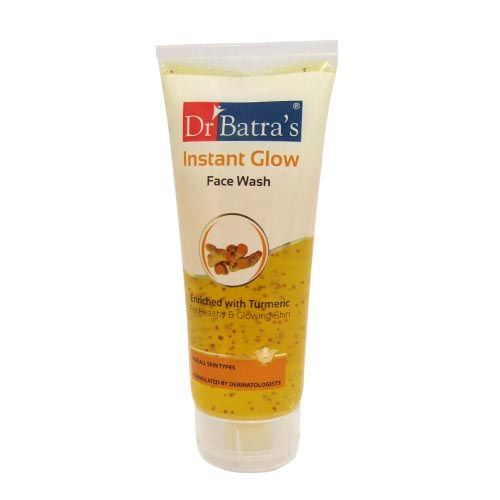 Dr Batra's®
Instant Glow
Face Wash
Enriched with Turmeric
For Healthy & Glowing Skin
FOR ALL SKIN TYPES
FORMULATED BY DERMATOLOGISTS